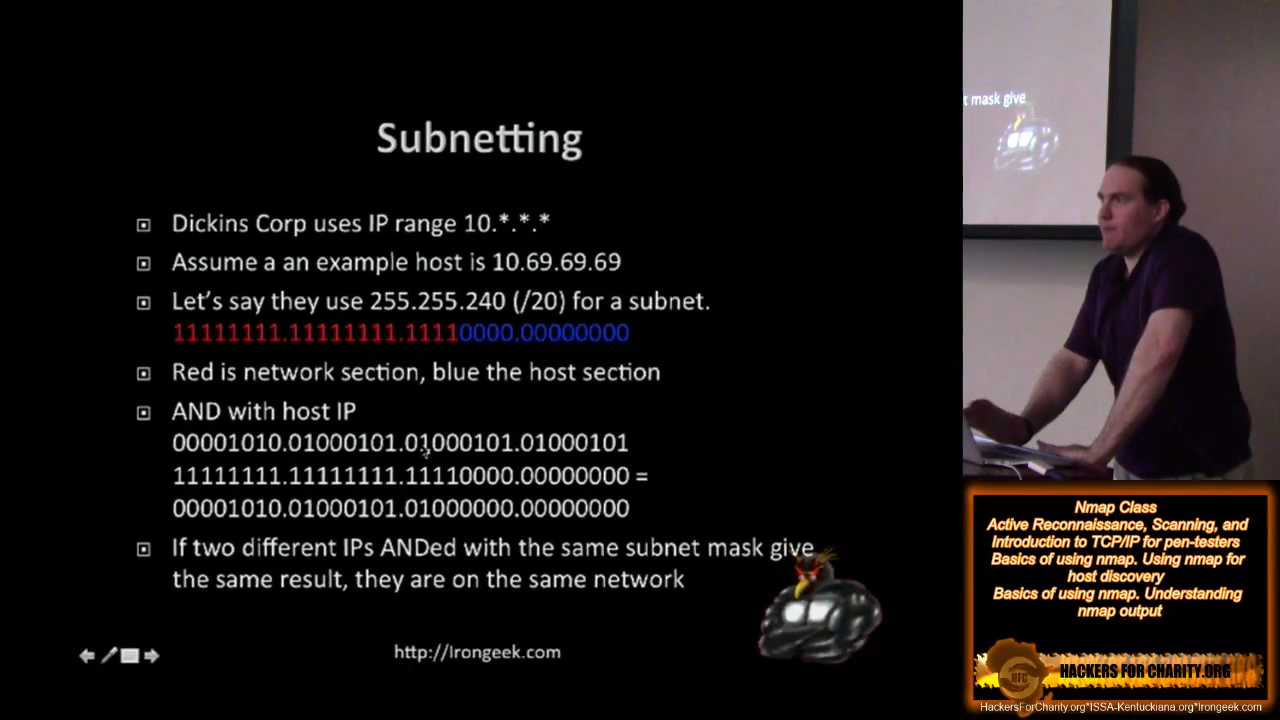 Subnetting
Dickins Corp uses IP range 10.*.*.*
Assume a an example host is 10.69.69.69
Let's say they use 255.255.240 (/20) for a subnet.
11111111.11111111.11110000.00000000
Red is network section, blue the host section
AND with host IP
00001010.01000101.01000101.01000101
11111111.11111111.11110000.00000000 =
00001010.01000101.01000000.00000000
If two different IPs ANDed with the same subnet mask give
the same result, they are on the same network
http://Irongeek.com
t mask give
Nmap Class
Active Reconnaissance, Scanning, and
Introduction to TCP/IP for pen-testers
Basics of using nmap. Using nmap for
host discovery
Basics of using nmap. Understanding
nmap output
HFC
HACKERS FOR CHARITY.ORG
HackersForCharity.org*ISSA-Kentuckiana.org*Irongeek.com